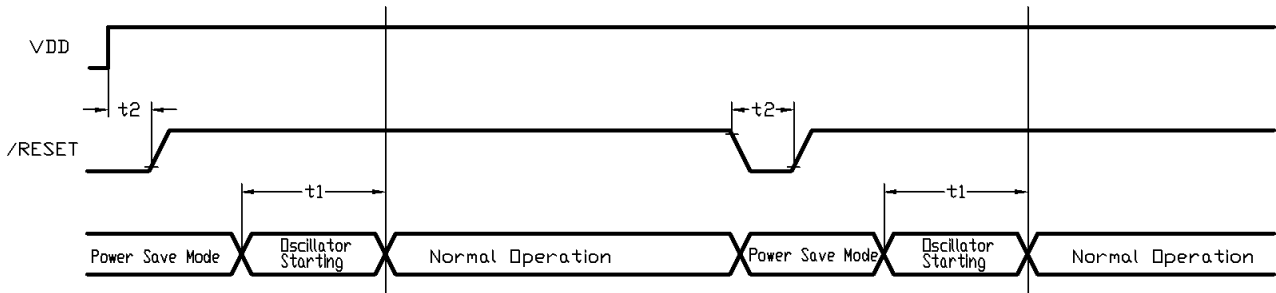 VDD
t2
t2
/RESET
t1
t1
Power Save Mode
Oscillator
Starting
Normal Operation
Power Save Mode
Oscillator
Starting
Normal Operation